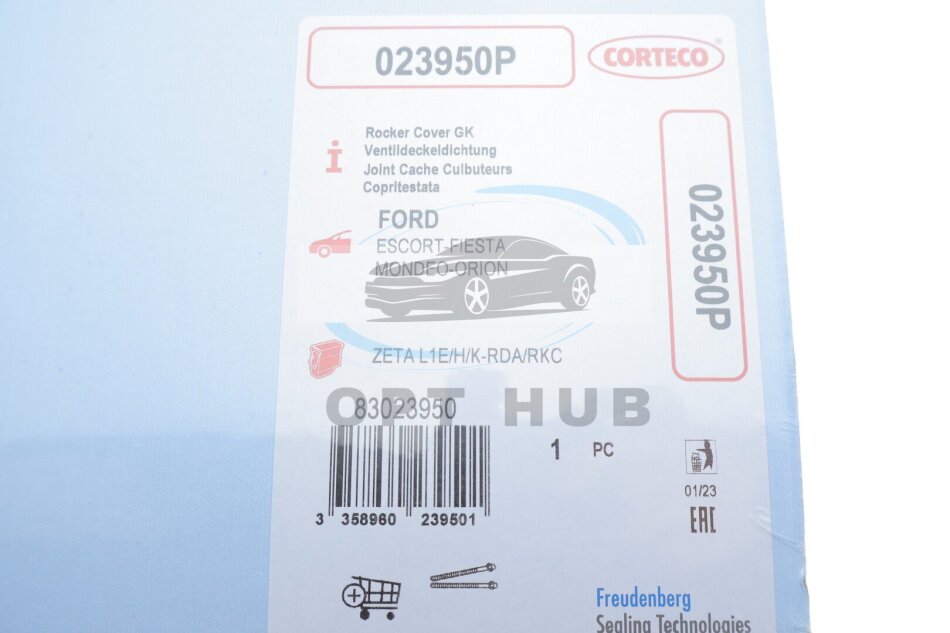 023950P
CORTECO
Rocker Cover GK
Ventildeckeldichtung
Joint Cache Culbuteurs
Copritestata
023950P
FORD
ESCORT-FIESTA
MONDEO-ORION
ZETA L1E/H/K-RDA/RKC
OPT HUB
83023950
1 PC
3 358960 239501
01/23
EAC
Freudenberg
Sealing Technologies